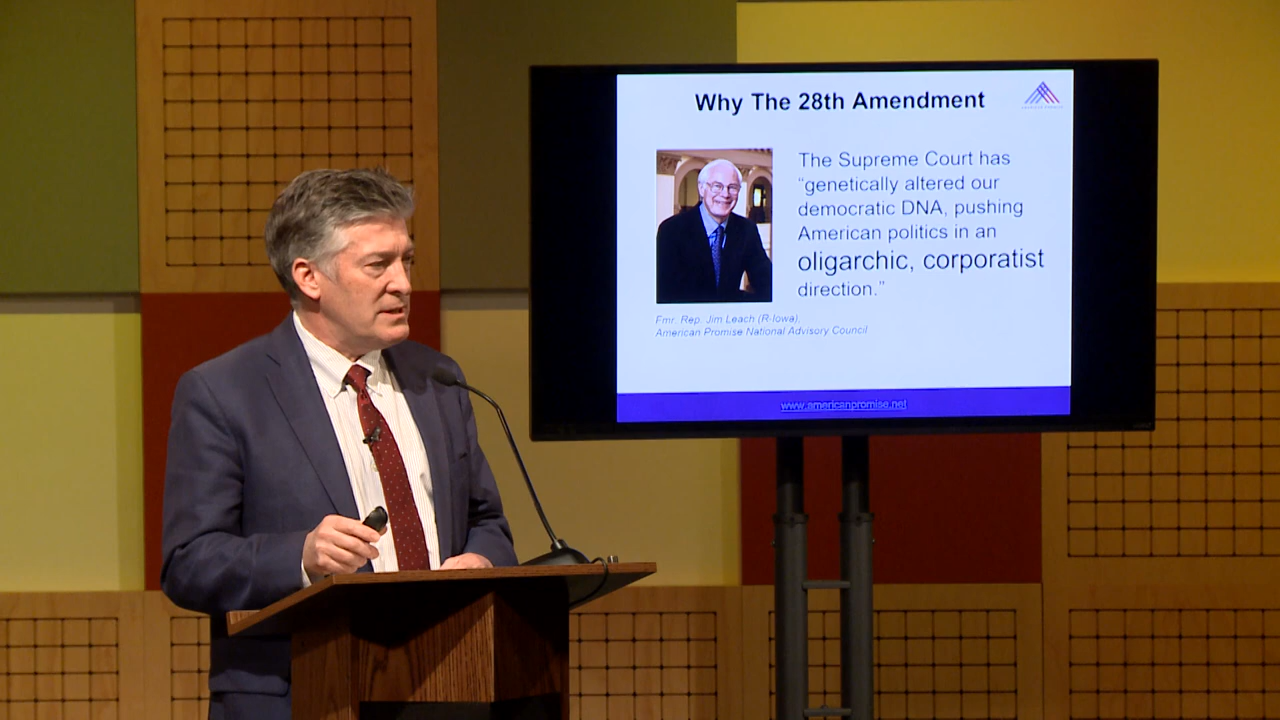 Why The 28th Amendment
The Supreme Court has
“genetically altered our
democratic DNA, pushing
American politics in an
oligarchic, corporatist
direction.”
Fmr. Rep. Jim Leach (R-Iowa),
American Promise National Advisory Council
www.americanpromise.net